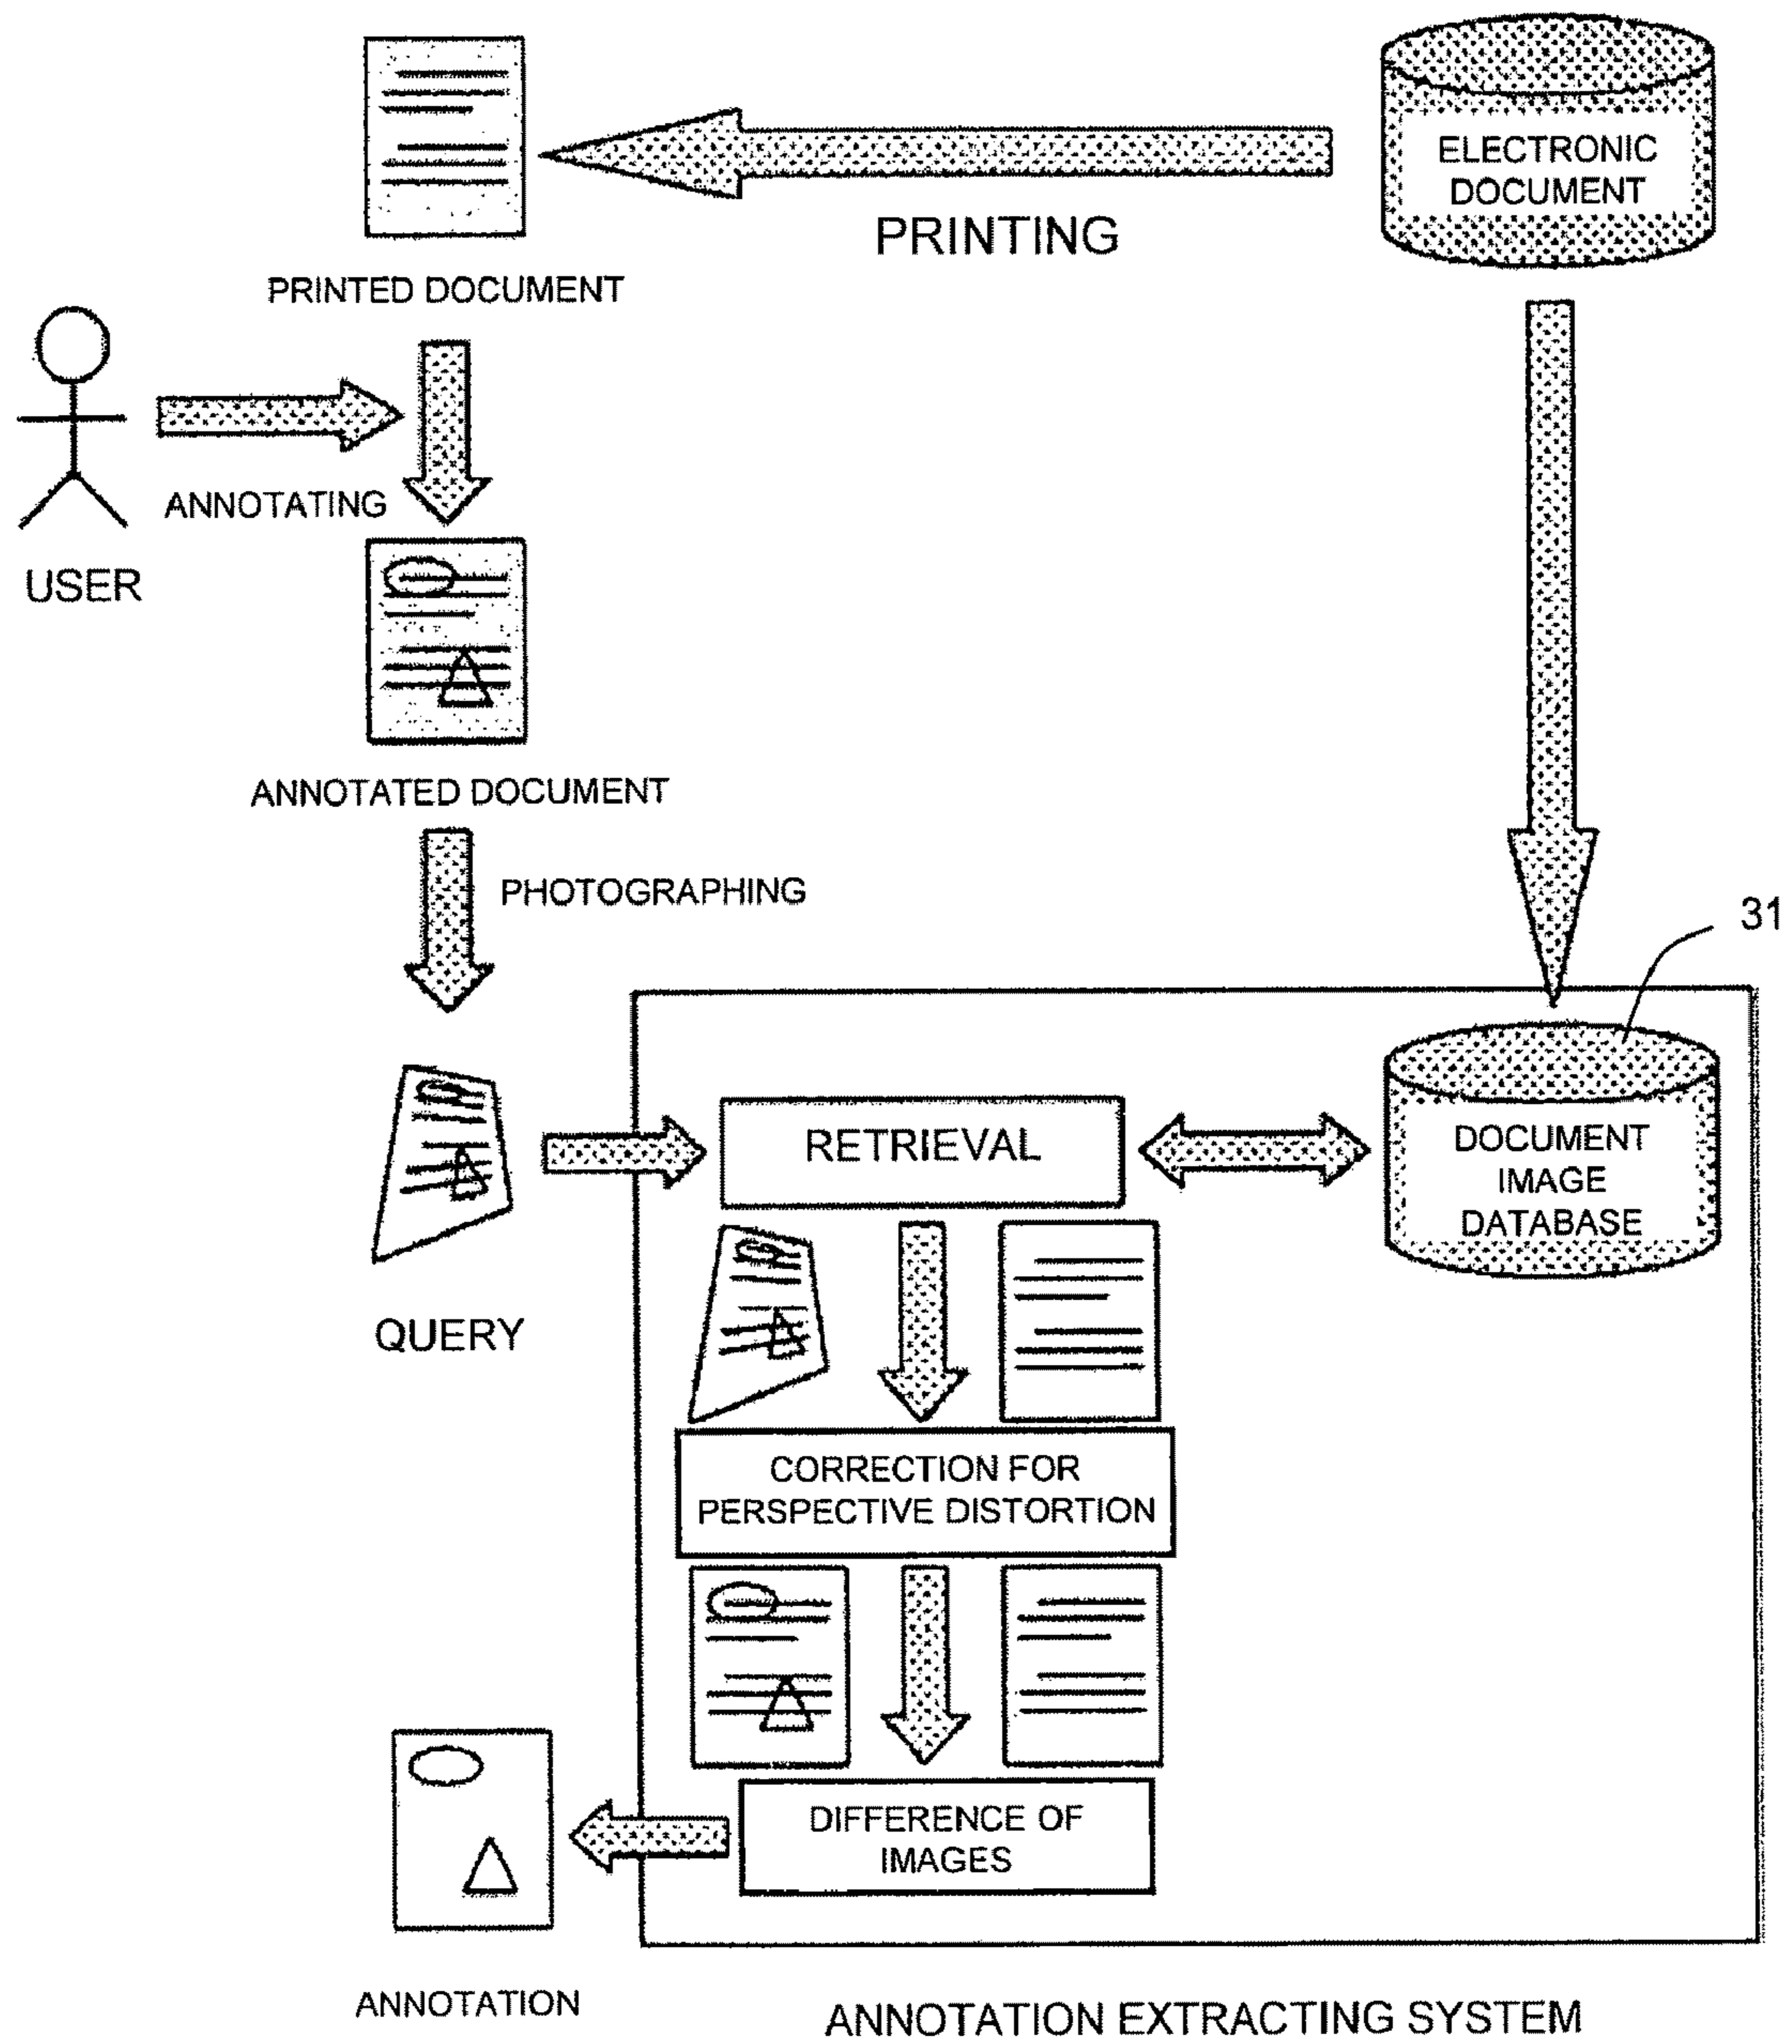 ELECTRONIC
DOCUMENT
PRINTING
PRINTED DOCUMENT
ANNOTATING
USER
ANNOTATED DOCUMENT
PHOTOGRAPHING
31
RETRIEVAL
DOCUMENT
IMAGE
DATABASE
QUERY
CORRECTION FOR
PERSPECTIVE DISTORTION
DIFFERENCE OF
IMAGES
ANNOTATION
ANNOTATION EXTRACTING SYSTEM